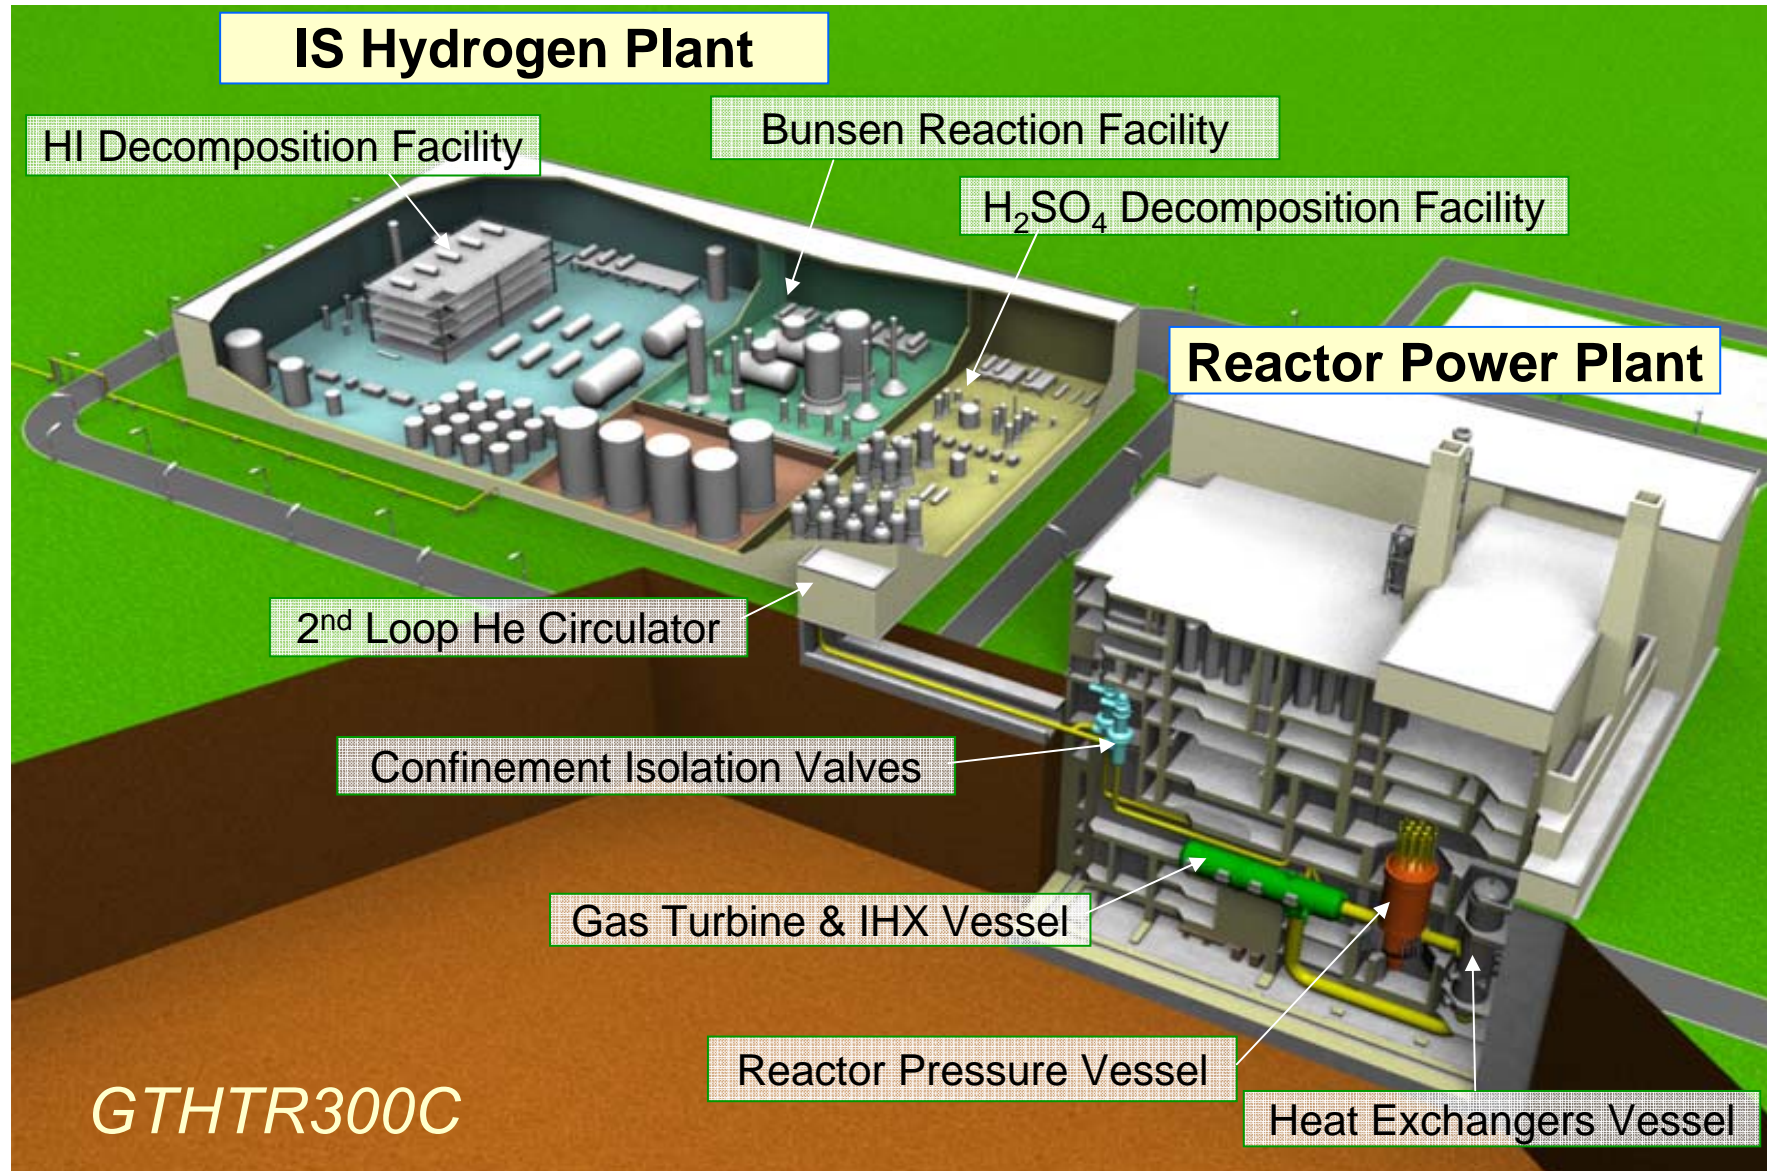 IS Hydrogen Plant
HI Decomposition Facility
Bunsen Reaction Facility
H₂SO₄ Decomposition Facility
Reactor Power Plant
2nd Loop He Circulator
Confinement Isolation Valves
Gas Turbine & IHX Vessel
Reactor Pressure Vessel
Heat Exchangers Vessel
GTHTR300C